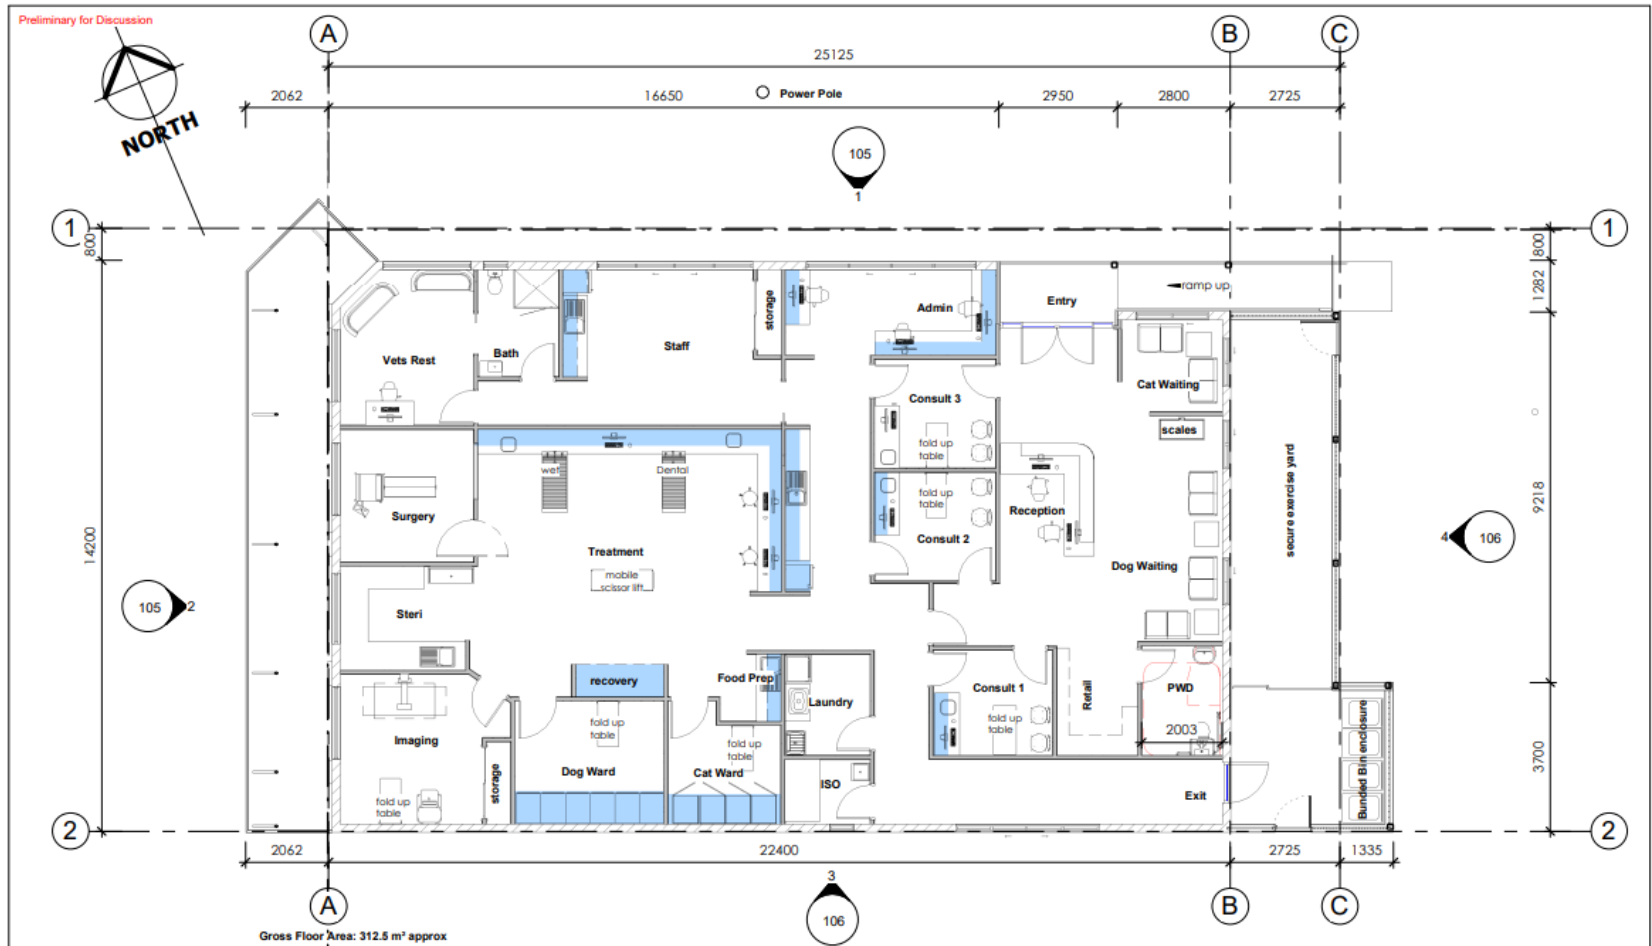 Preliminary for Discussion
A
B
C
25125
2062
16650
Power Pole
2950
2800
2725
NORTH
105
1
1
1
800
800
1282
ramp up
Entry
Admin
storage
Staff
Bath
Vets Rest
Cat Waiting
Consult 3
scales
fold up
table
wet
Dental
fold up
table
Surgery
Reception
secure exercise yard
9218
14200
Treatment
Consult 2
4
106
Dog Waiting
mobile
scissor lift
105
2
Steri
recovery
Food Prep
Laundry
Consult 1
Retail
PWD
fold up
table
fold up
table
2003
Imaging
fold up
table
Dog Ward
Cat Ward
ISO
storage
Exit
Bunded Bin enclosure
3700
fold up
table
2
2
2062
22400
2725
1335
3
106
A
B
C
Gross Floor Area: 312.5 m² approx